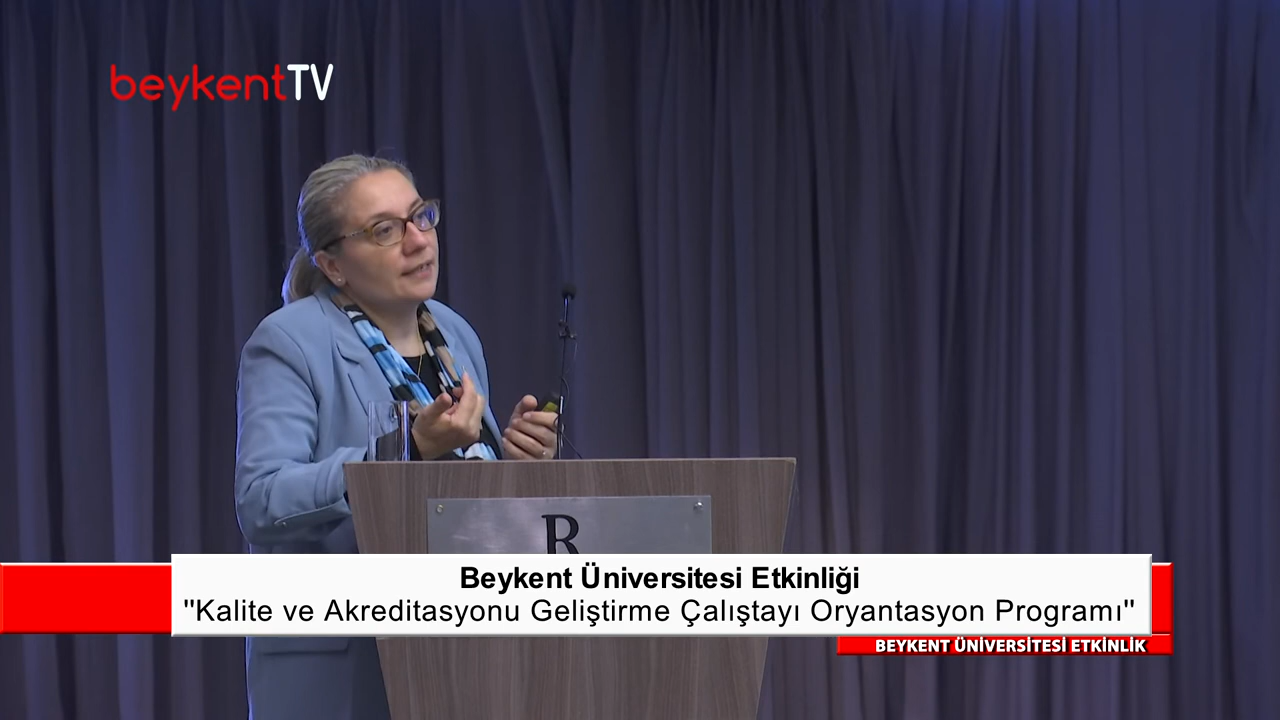 beykentTV
R
Beykent Üniversitesi Etkinliği
"Kalite ve Akreditasyonu Geliştirme Çalıştayı Oryantasyon Programı"
BEYKENT ÜNİVERSİTESİ ETKİNLİK